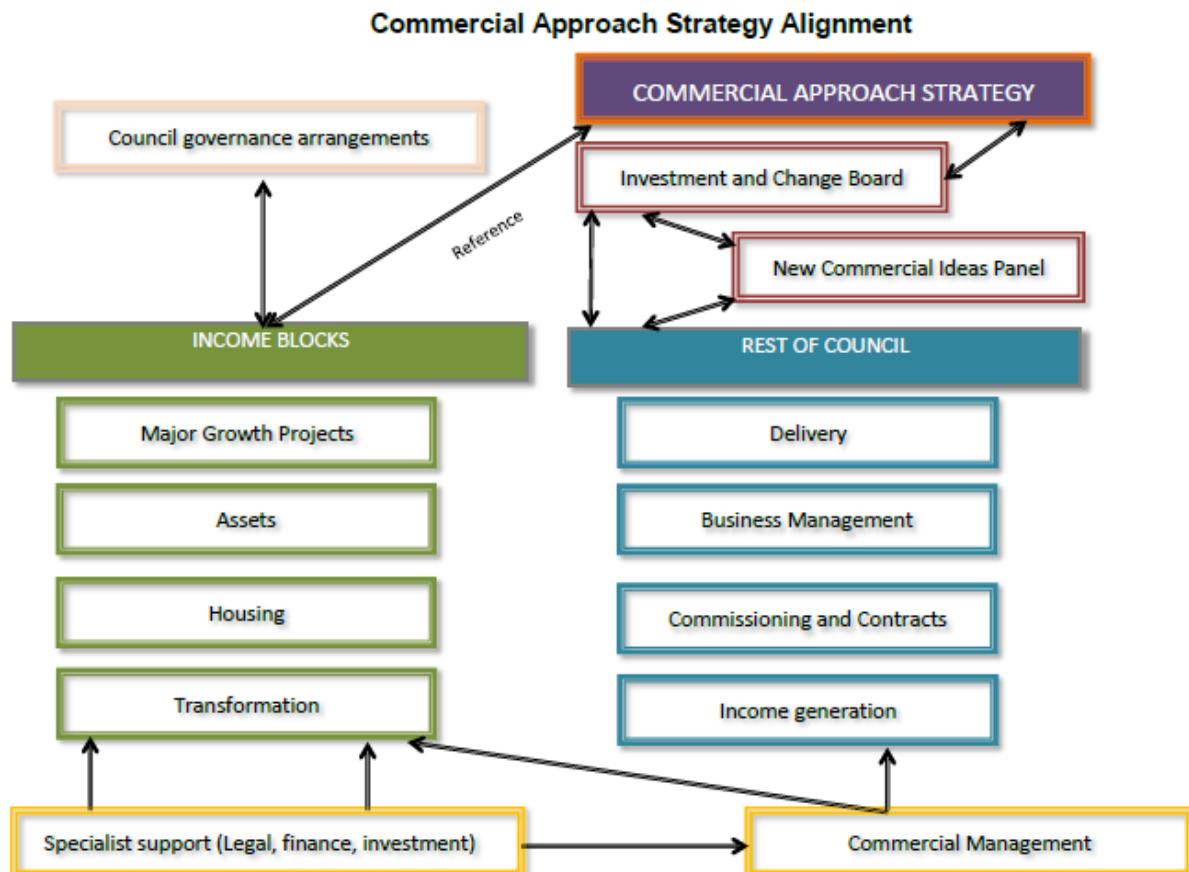 Commercial Approach Strategy Alignment
COMMERCIAL APPROACH STRATEGY
Council governance arrangements
Investment and Change Board
Reference
New Commercial Ideas Panel
INCOME BLOCKS
REST OF COUNCIL
Major Growth Projects
Delivery
Assets
Business Management
Housing
Commissioning and Contracts
Transformation
Income generation
Specialist support (Legal, finance, investment)
Commercial Management